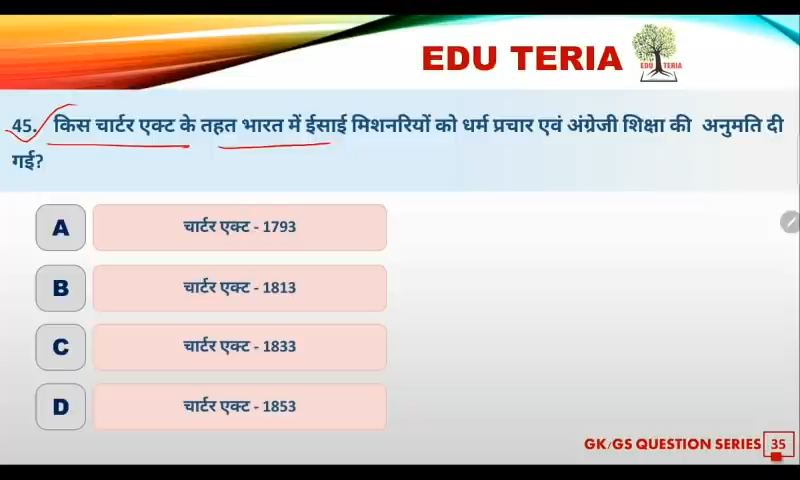 EDU TERIA
EDU TERIA
45. किस चार्टर एक्ट के तहत भारत में ईसाई मिशनरियों को धर्म प्रचार एवं अंग्रेजी शिक्षा की अनुमति दी
गई?
A चार्टर एक्ट - 1793
B चार्टर एक्ट - 1813
C चार्टर एक्ट - 1833
D चार्टर एक्ट - 1853
GK/GS QUESTION SERIES 35